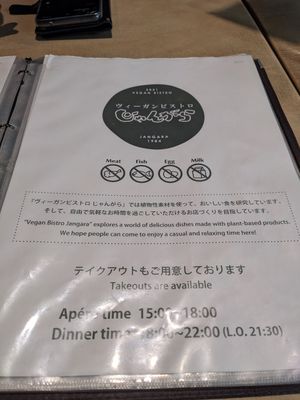 2021
VEGAN BISTRO
ヴィーガンビストロ
じゃんがら
JANGARA
1984
Meat Fish Egg Milk
「ヴィーガンビストロ じゃんがら」では植物性素材を使って、おいしい食を研究しています。
そして、自由で気軽なお時間を過ごしていただけるお店づくりを目指しています。
"Vegan Bistro Jangara" explores a world of delicious dishes made with plant-based products.
We hope people can come to enjoy a casual and relaxing time here!
テイクアウトもご用意しております
Takeouts are available
Apéro time 15:00~18:00
Dinner time 18:00~22:00 (L.O. 21:30)